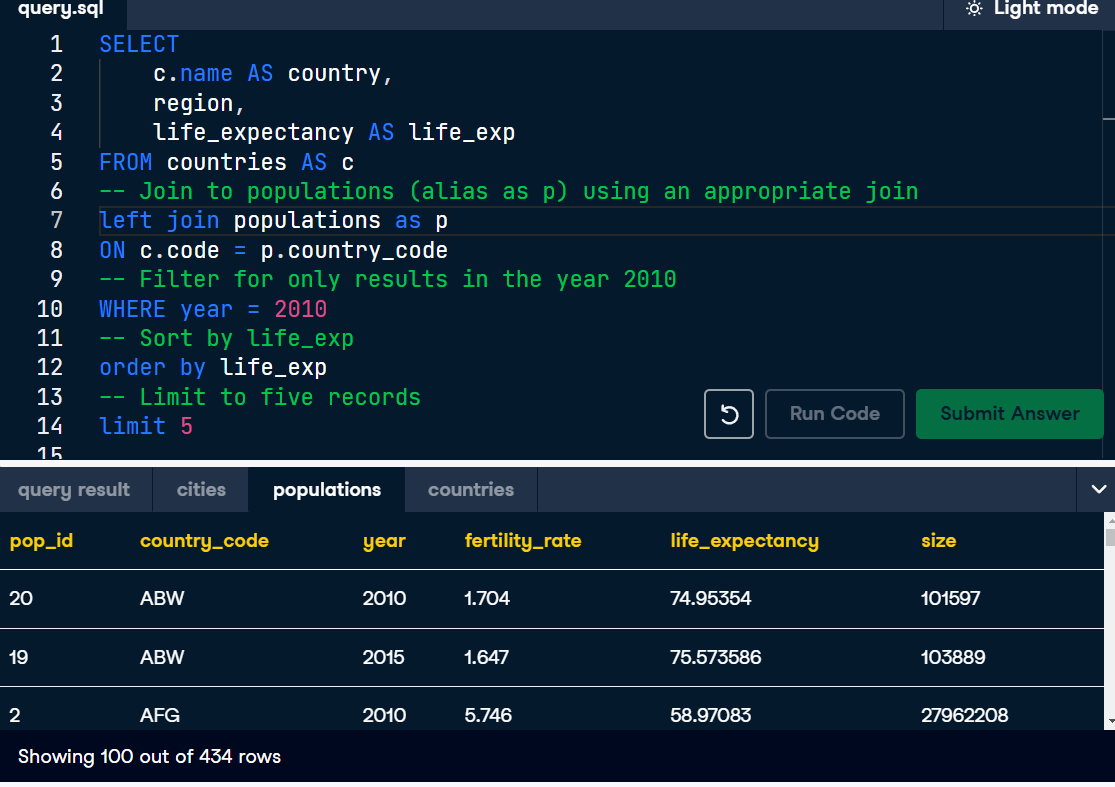 query.sql Light mode
1 SELECT
2 c.name AS country,
3 region,
4 life_expectancy AS life_exp
5 FROM countries AS c
6 -- Join to populations (alias as p) using an appropriate join
7 left join populations as p
8 ON c.code = p.country_code
9 -- Filter for only results in the year 2010
10 WHERE year = 2010
11 -- Sort by life_exp
12 order by life_exp
13 -- Limit to five records
14 limit 5
15
Run Code Submit Answer
query result cities populations countries
pop_id country_code year fertility_rate life_expectancy size
20 ABW 2010 1.704 74.95354 101597
19 ABW 2015 1.647 75.573586 103889
2 AFG 2010 5.746 58.97083 27962208
Showing 100 out of 434 rows